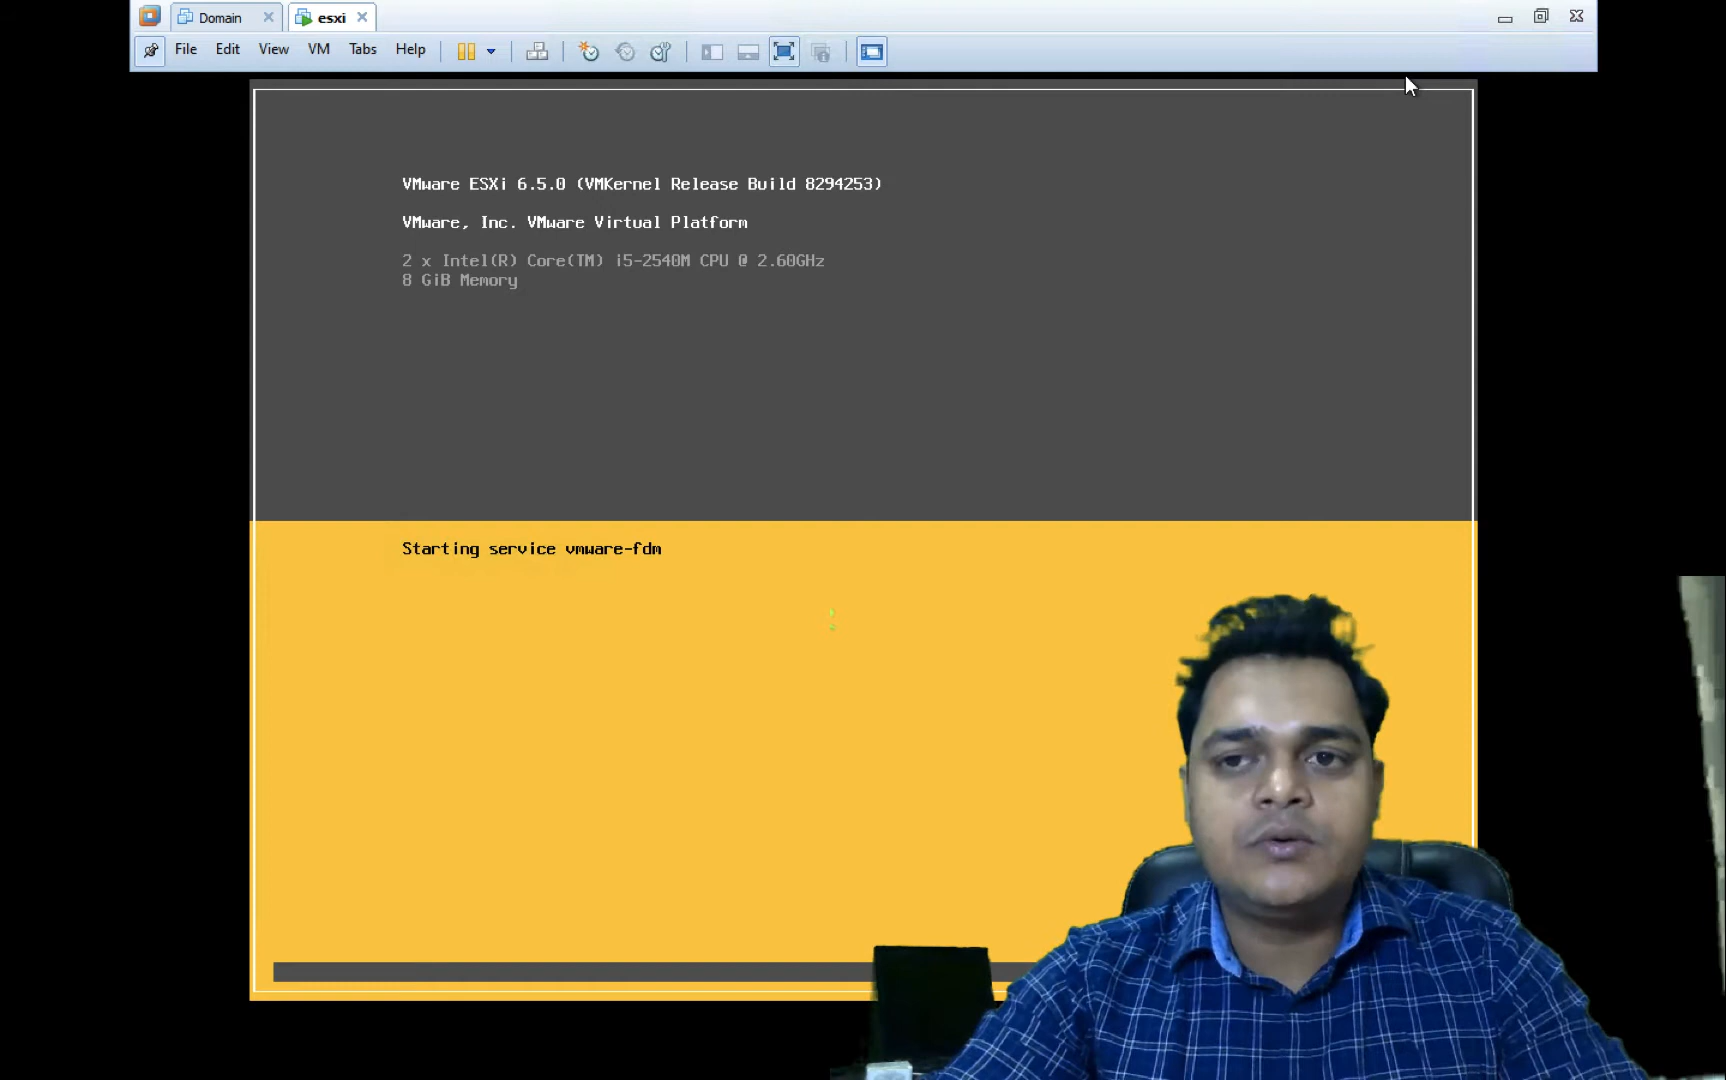 Domain
esxi
File Edit View VM Tabs Help
VMware ESXi 6.5.0 (VMKernel Release Build 8294253)
VMware, Inc. VMware Virtual Platform
2 x Intel(R) Core(TM) i5-2540M CPU @ 2.60GHz
8 GiB Memory
Starting service vmware-fdm